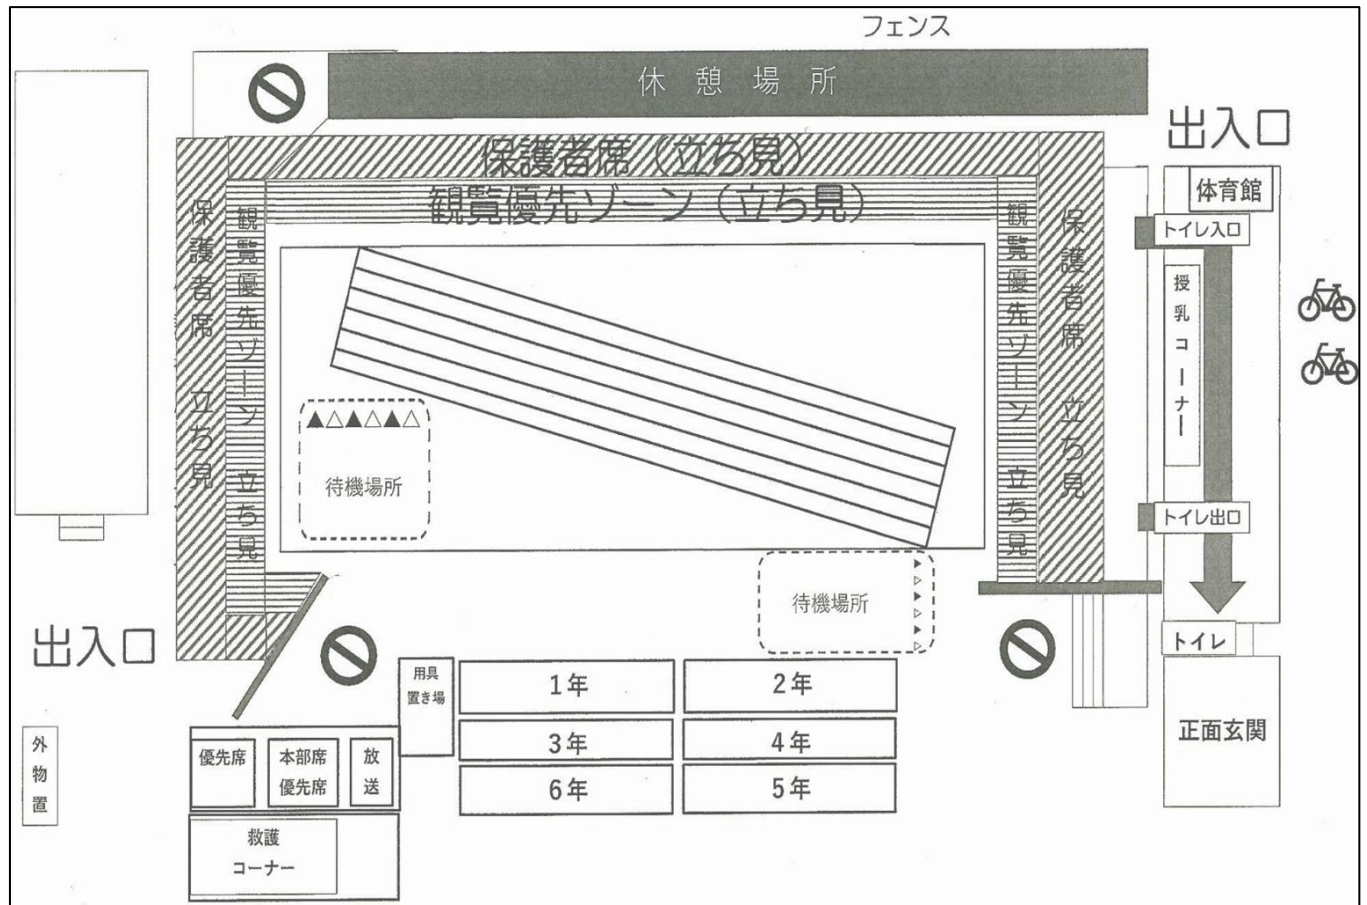 フェンス
休憩場所
出入口
体育館
保護者席（立ち見）
観覧優先ゾーン（立ち見）
保護者席 立ち見
観覧優先ゾーン 立ち見
観覧優先ゾーン 立ち見
保護者席 立ち見
トイレ入口
授乳コーナー
▲△▲△▲△
待機場所
トイレ出口
待機場所
▶
▷
▶
▷
▶
▷
トイレ
出入口
用具
置き場
1年
2年
3年
4年
6年
5年
正面玄関
外物置
優先席
本部席
優先席
放送
救護
コーナー